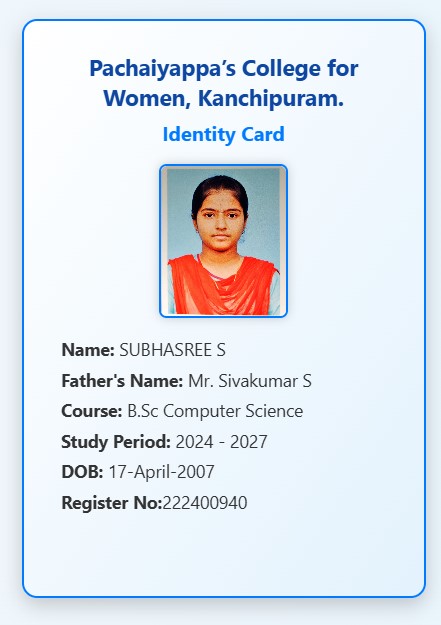 Pachaiyappa’s College for
Women, Kanchipuram.
Identity Card
Name: SUBHASREE S
Father's Name: Mr. Sivakumar S
Course: B.Sc Computer Science
Study Period: 2024 - 2027
DOB: 17-April-2007
Register No:222400940